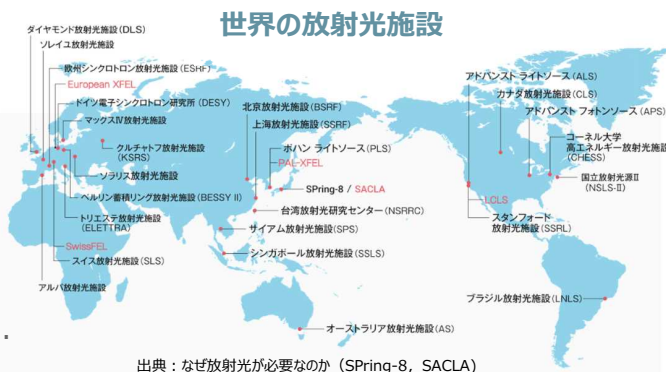 世界の放射光施設
ダイヤモンド放射光施設(DLS)
ソレイユ放射光施設
欧州シンクロトロン放射光施設(ESRF)
European XFEL
ドイツ電子シンクロトロン研究所(DESY)
マックスⅣ放射光施設
クルチャトフ放射光施設
(KSRS)
ソラリス放射光施設
ベルリン蓄積リング放射光施設(BESSY II)
トリエステ放射光施設
(ELETTRA)
SwissFEL
スイス放射光施設(SLS)
アルバ放射光施設
北京放射光施設(BSRF)
上海放射光施設(SSRF)
ポハン ライトソース(PLS)
PAL-XFEL
SPring-8 / SACLA
台湾放射光研究センター(NSRRC)
サイアム放射光施設(SPS)
シンガポール放射光施設(SSLS)
オーストラリア放射光施設(AS)
アドバンスト ライトソース(ALS)
カナダ放射光施設(CLS)
アドバンスト フォトンソース(APS)
コーネル大学
高エネルギー放射光施設
(CHESS)
国立放射光源Ⅱ
(NSLS-Ⅱ)
LCLS
スタンフォード
放射光施設(SSRL)
ブラジル放射光施設(LNLS)
出典：なぜ放射光が必要なのか（SPring-8，SACLA）